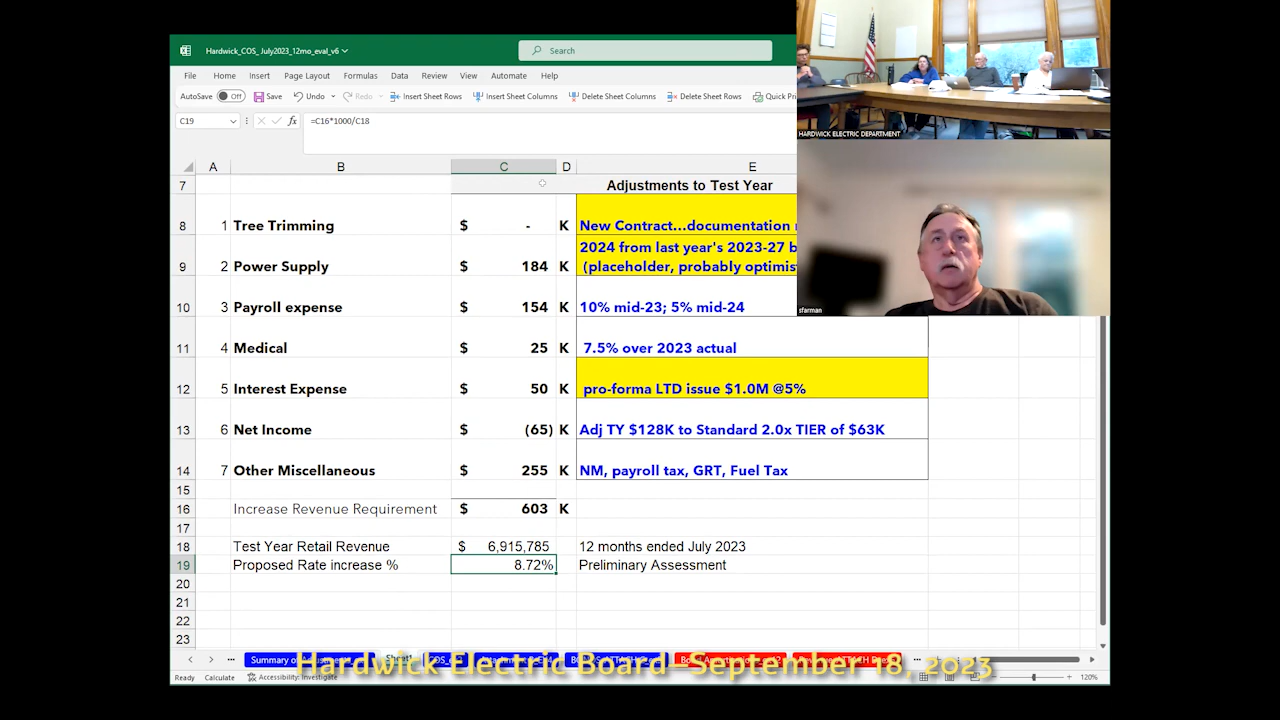 Hardwick_COS_July2023_12mo_eval_v6
Search
File Home Insert Page Layout Formulas Data Review View Automate Help
AutoSave Off Save Undo Redo Insert Sheet Rows Insert Sheet Columns Delete Sheet Columns Delete Sheet Rows Quick Pri
C19 fx =C16*1000/C18
A B C D E
7 Adjustments to Test Year
8 1 Tree Trimming $ - K New Contract...documentation
2024 from last year's 2023-27 b
9 2 Power Supply $ 184 K (placeholder, probably optimis
10 3 Payroll expense $ 154 K 10% mid-23; 5% mid-24
11 4 Medical $ 25 K 7.5% over 2023 actual
12 5 Interest Expense $ 50 K pro-forma LTD issue $1.0M @5%
13 6 Net Income $ (65) K Adj TY $128K to Standard 2.0x TIER of $63K
14 7 Other Miscellaneous $ 255 K NM, payroll tax, GRT, Fuel Tax
15
16 Increase Revenue Requirement $ 603 K
17
18 Test Year Retail Revenue $ 6,915,785 12 months ended July 2023
19 Proposed Rate increase % 8.72% Preliminary Assessment
20
21
22
23
HARDWICK ELECTRIC DEPARTMENT
sfarman
Summary of
Hardwick Electric Board - September 18, 2023
Ready Calculate Accessibility: Investigate 120%